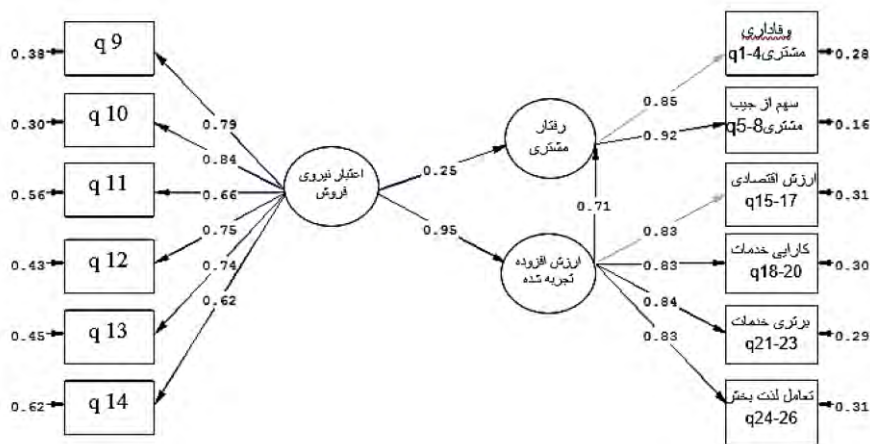 0.38
q 9
0.30
q 10
0.56
q 11
0.43
q 12
0.45
q 13
0.62
q 14
0.79
0.84
0.66
0.75
0.74
0.62
اعتبار نیروی
فروش
0.25
0.95
رفتار
مشتری
0.71
ارزش افزوده
تجربه شده
0.85
0.92
0.83
0.83
0.84
0.83
وفاداری
مشتری q1-4
0.28
سهم از جیب
مشتری q5-8
0.16
ارزش اقتصادی
q15-17
0.31
کارایی خدمات
q18-20
0.30
برتری خدمات
q21-23
0.29
تعامل لذت بخش
q24-26
0.31